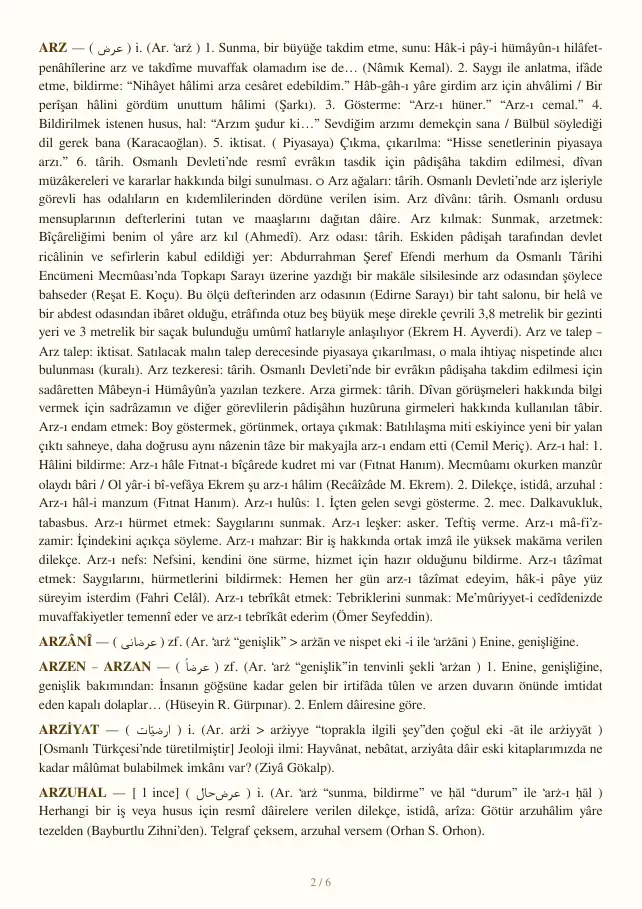 ARZ — ( عرض ) i. (Ar. ‘arż ) 1. Sunma, bir büyüğe takdim etme, sunu: Hâk-i pây-i hümâyûn-ı hilâfet-
penâhîlerine arz ve takdîme muvaffak olamadım ise de… (Nâmık Kemal). 2. Saygı ile anlatma, ifâde
etme, bildirme: “Nihâyet hâlimi arza cesâret edebildim.” Hâb-gâh-ı yâre girdim arz için ahvâlimi / Bir
perîşan hâlini gördüm unuttum hâlimi (Şarkı). 3. Gösterme: “Arz-ı hüner.” “Arz-ı cemal.” 4.
Bildirilmek istenen husus, hal: “Arzım şudur ki…” Sevdiğim arzımı demekçin sana / Bülbül söylediği
dil gerek bana (Karacaoğlan). 5. iktisat. ( Piyasaya) Çıkma, çıkarılma: “Hisse senetlerinin piyasaya
arzı.” 6. târih. Osmanlı Devleti’nde resmî evrâkın tasdik için pâdişâha takdim edilmesi, dîvan
müzâkereleri ve kararlar hakkında bilgi sunulması. ○ Arz ağaları: târih. Osmanlı Devleti’nde arz işleriyle
görevli has odalıların en kıdemlilerinden dördüne verilen isim. Arz dîvânı: târih. Osmanlı ordusu
mensuplarının defterlerini tutan ve maaşlarını dağıtan dâire. Arz kılmak: Sunmak, arzetmek:
Bîçâreliğimi benim ol yâre arz kıl (Ahmedî). Arz odası: târih. Eskiden pâdişah tarafından devlet
ricâlinin ve sefirlerin kabul edildiği yer: Abdurrahman Şeref Efendi merhum da Osmanlı Târihi
Encümeni Mecmûası’nda Topkapı Sarayı üzerine yazdığı bir makāle silsilesinde arz odasından şöylece
bahseder (Reşat E. Koçu). Bu ölçü defterinden arz odasının (Edirne Sarayı) bir taht salonu, bir helâ ve
bir abdest odasından ibâret olduğu, etrâfında otuz beş büyük meşe direkle çevrili 3,8 metrelik bir gezinti
yeri ve 3 metrelik bir saçak bulunduğu umûmî hatlarıyle anlaşılıyor (Ekrem H. Ayverdi). Arz ve talep –
Arz talep: iktisat. Satılacak malın talep derecesinde piyasaya çıkarılması, o mala ihtiyaç nispetinde alıcı
bulunması (kuralı). Arz tezkeresi: târih. Osmanlı Devleti’nde bir evrâkın pâdişaha takdim edilmesi için
sadâretten Mâbeyn-i Hümâyûn’a yazılan tezkere. Arza girmek: târih. Dîvan görüşmeleri hakkında bilgi
vermek için sadrâzamın ve diğer görevlilerin pâdişâhın huzûruna girmeleri hakkında kullanılan tâbir.
Arz-ı endam etmek: Boy göstermek, görünmek, ortaya çıkmak: Batılılaşma miti eskiyince yeni bir yalan
çıktı sahneye, daha doğrusu aynı nâzenin tâze bir makyajla arz-ı endam etti (Cemil Meriç). Arz-ı hal: 1.
Hâlini bildirme: Arz-ı hâle Fıtnat-ı bîçârede kudret mi var (Fıtnat Hanım). Mecmûamı okurken manzûr
olaydı bâri / Ol yâr-i bî-vefâya Ekrem şu arz-ı hâlim (Recâîzâde M. Ekrem). 2. Dilekçe, istidâ, arzuhal :
Arz-ı hâl-i manzum (Fıtnat Hanım). Arz-ı hulûs: 1. İçten gelen sevgi gösterme. 2. mec. Dalkavukluk,
tabasbus. Arz-ı hürmet etmek: Saygılarını sunmak. Arz-ı leşker: asker. Teftiş verme. Arz-ı mâ-fi’z-
zamir: İçindekini açıkça söyleme. Arz-ı mahzar: Bir iş hakkında ortak imzâ ile yüksek makāma verilen
dilekçe. Arz-ı nefs: Nefsini, kendini öne sürme, hizmet için hazır olduğunu bildirme. Arz-ı tâzîmat
etmek: Saygılarını, hürmetlerini bildirmek: Hemen her gün arz-ı tâzîmat edeyim, hâk-i pâye yüz
süreyim isterdim (Fahri Celâl). Arz-ı tebrîkât etmek: Tebriklerini sunmak: Me’mûriyyet-i cedîdenizde
muvaffakiyetler temennî eder ve arz-ı tebrîkât ederim (Ömer Seyfeddin).
ARZÂNÎ — ( عرضانى ) zf. (Ar. ‘arż “genişlik” > arżān ve nispet eki -і ile ‘arżāni ) Enine, genişliğine.
ARZEN – ARZAN — ( عرضاً ) zf. (Ar. ‘arż “genişlik”in tenvinli şekli ‘arżan ) 1. Enine, genişliğine,
genişlik bakımından: İnsanın göğsüne kadar gelen bir irtifâda tûlen ve arzen duvarın önünde imtidat
eden kapalı dolaplar… (Hüseyin R. Gürpınar). 2. Enlem dâiresine göre.
ARZİYAT — ( ارضيّات ) i. (Ar. arżi > arżiyye “toprakla ilgili şey”den çoğul eki -āt ile arżiyyāt )
[Osmanlı Türkçesi’nde türetilmiştir] Jeoloji ilmi: Hayvânat, nebâtat, arziyâta dâir eski kitaplarımızda ne
kadar mâlûmat bulabilmek imkânı var? (Ziyâ Gökalp).
ARZUHAL — [ l ince] ( عرض‌حال ) i. (Ar. ‘arż “sunma, bildirme” ve ḥāl “durum” ile ‘arż-ı ḥāl )
Herhangi bir iş veya husus için resmî dâirelere verilen dilekçe, istidâ, arîza: Götür arzuhâlim yâre
tezelden (Bayburtlu Zihni’den). Telgraf çeksem, arzuhal versem (Orhan S. Orhon).
2 / 6